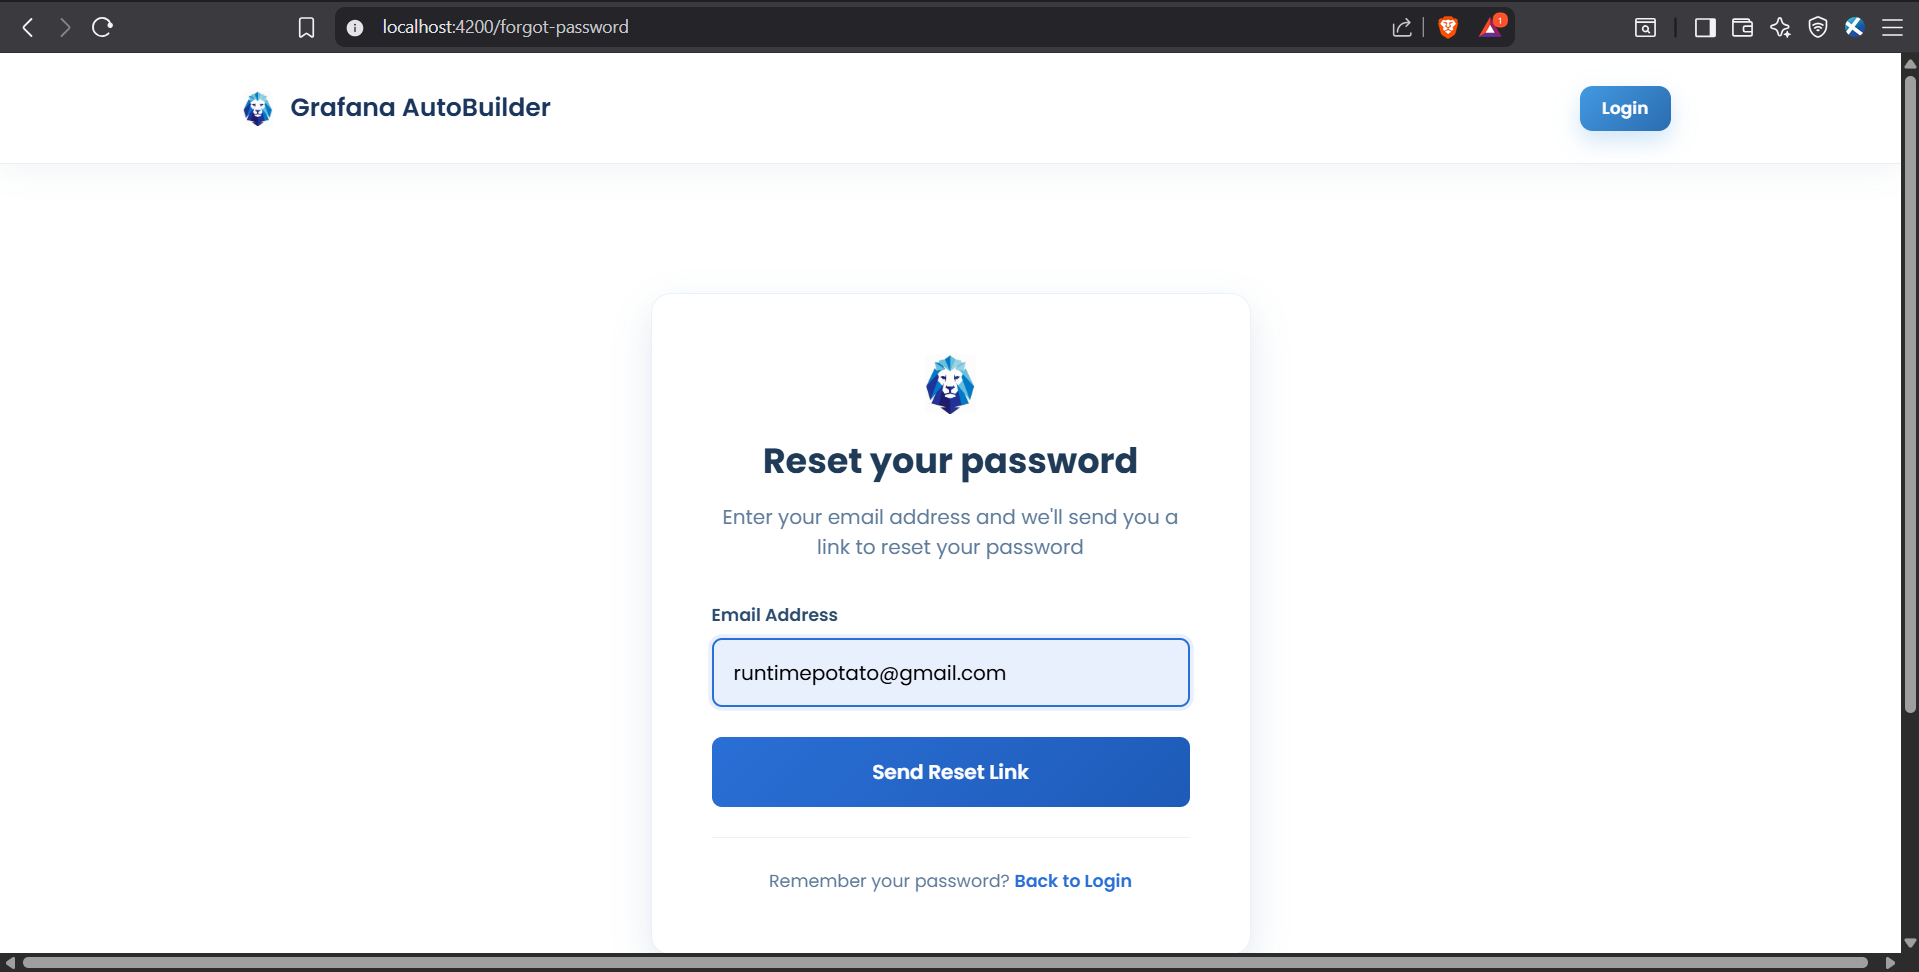 localhost:4200/forgot-password
1
Grafana AutoBuilder
Login
Reset your password
Enter your email address and we'll send you a
link to reset your password
Email Address
runtimepotato@gmail.com
Send Reset Link
Remember your password? Back to Login